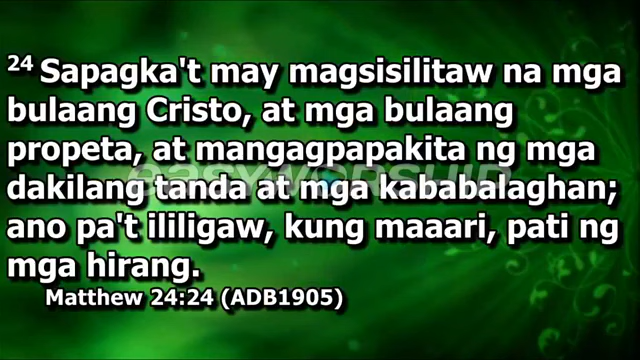 24 Sapagka't may magsisilitaw na mga
bulaang Cristo, at mga bulaang
propeta, at mangagpapakita ng mga
dakilang tanda at mga kababalaghan;
ano pa't ililigaw, kung maaari, pati ng
mga hirang.
Matthew 24:24 (ADB1905)